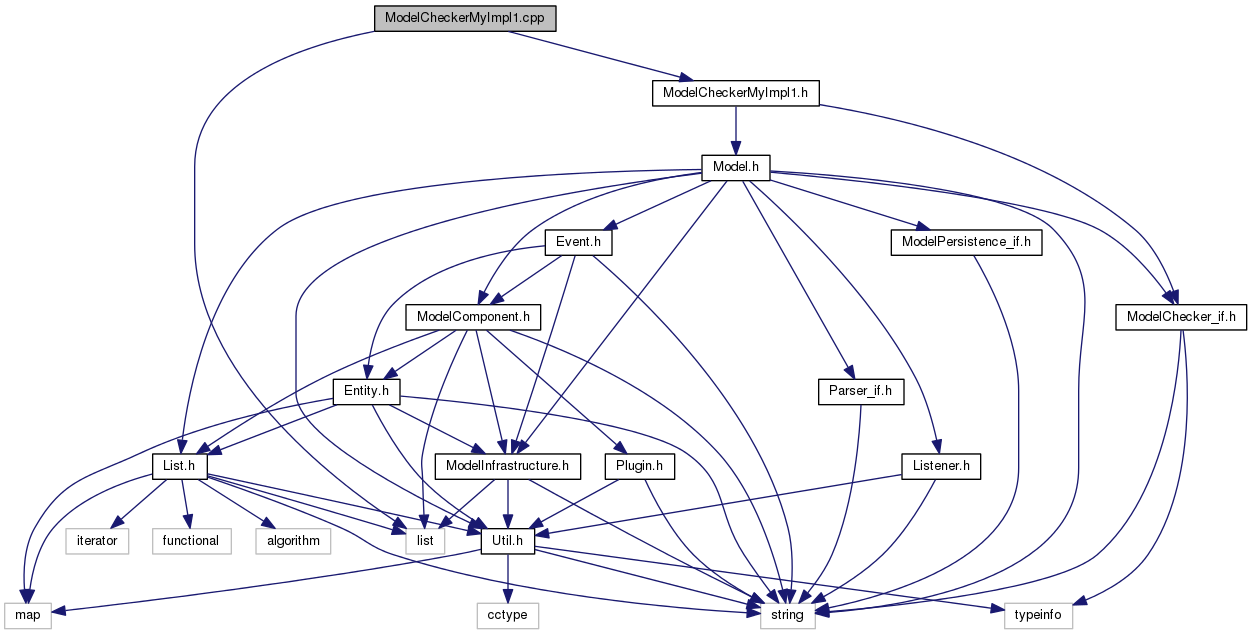 ModelCheckerMyImpl1.cpp
ModelCheckerMyImpl1.h
Model.h
Event.h
ModelPersistence_if.h
ModelComponent.h
ModelChecker_if.h
Entity.h
Parser_if.h
List.h
ModelInfrastructure.h
Plugin.h
Listener.h
iterator
functional
algorithm
list
Util.h
map
cctype
string
typeinfo